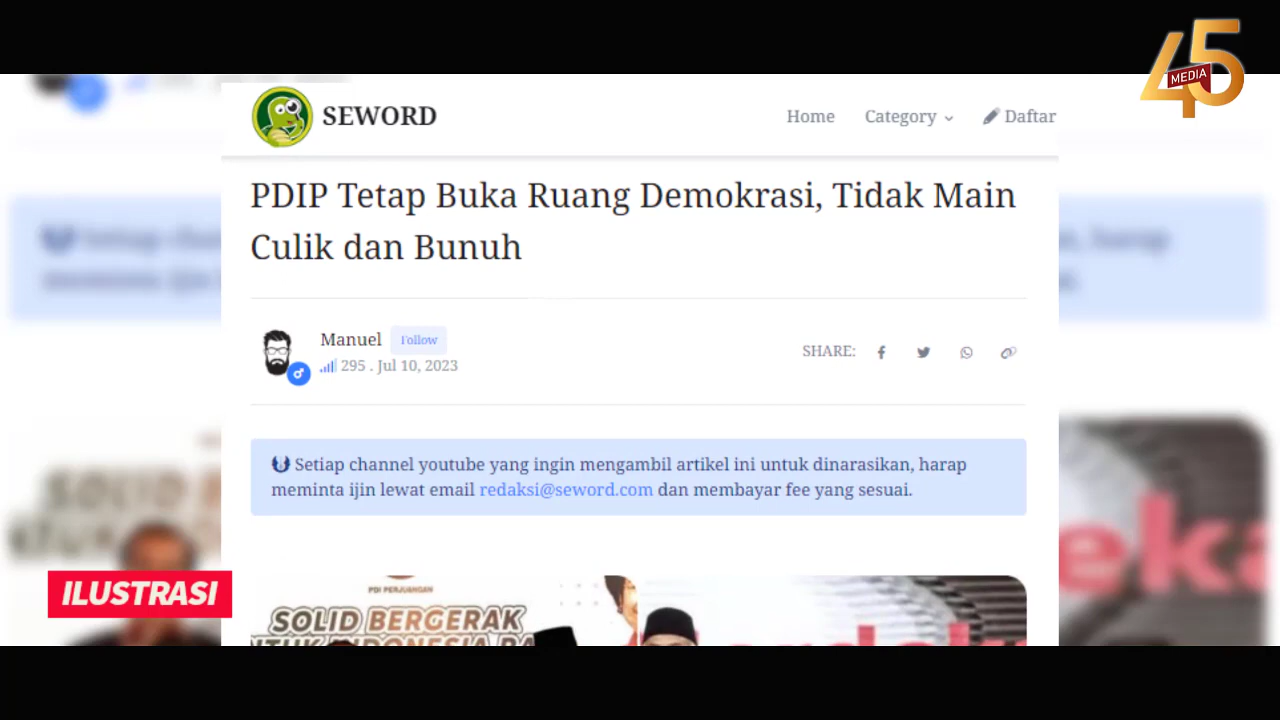 45
MEDIA
SEWORD
Home Category Daftar
PDIP Tetap Buka Ruang Demokrasi, Tidak Main
Culik dan Bunuh
Manuel Follow
295 . Jul 10, 2023
SHARE:
Setiap channel youtube yang ingin mengambil artikel ini untuk dinarasikan, harap
meminta ijin lewat email redaksi@seword.com dan membayar fee yang sesuai.
ILUSTRASI
PDI PERJUANGAN
SOLID BERGERAK